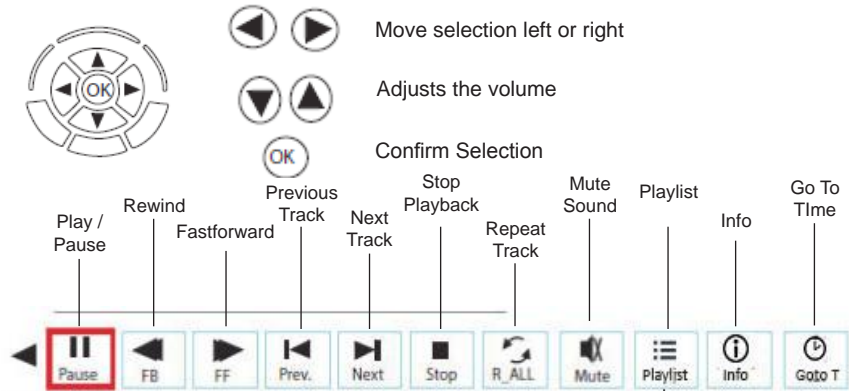 OK
Move selection left or right
Adjusts the volume
OK
Confirm Selection
Play /
Pause
Rewind
Fastforward
Previous
Track
Next
Track
Stop
Playback
Repeat
Track
Mute
Sound
Playlist
Info
Go To
TIme
Pause
FB
FF
Prev.
Next
Stop
R_ALL
Mute
Playlist
Info
Goto T